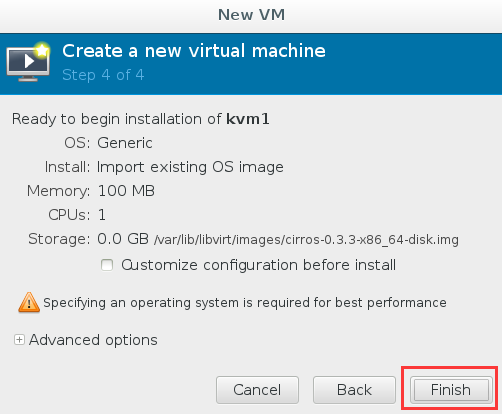 New VM
Create a new virtual machine
Step 4 of 4
Ready to begin installation of kvm1
OS: Generic
Install: Import existing OS image
Memory: 100 MB
CPUs: 1
Storage: 0.0 GB /var/lib/libvirt/images/cirros-0.3.3-x86_64-disk.img
Customize configuration before install
Specifying an operating system is required for best performance
Advanced options
Cancel Back Finish